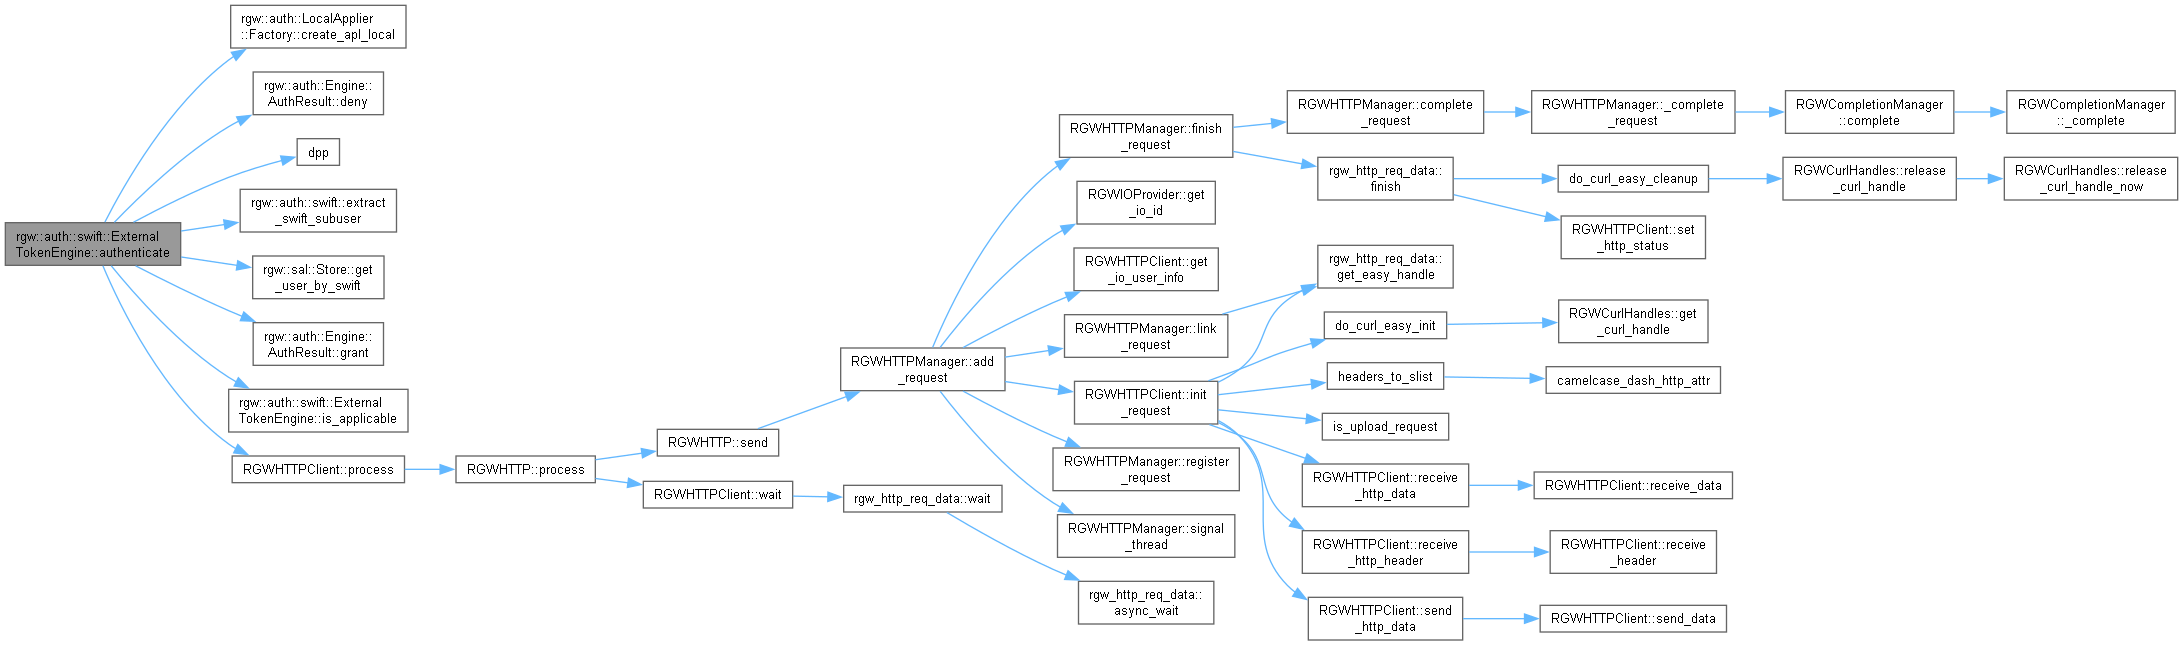 rgw::auth::swift::External
TokenEngine::authenticate
rgw::auth::LocalApplier
::Factory::create_apl_local
rgw::auth::Engine::
AuthResult::deny
dpp
rgw::auth::swift::extract
_swift_subuser
rgw::sal::Store::get
_user_by_swift
rgw::auth::Engine::
AuthResult::grant
rgw::auth::swift::External
TokenEngine::is_applicable
RGWHTTPClient::process
RGWHTTP::process
RGWHTTP::send
RGWHTTPClient::wait
RGWHTTPManager::add
_request
rgw_http_req_data::wait
RGWHTTPManager::finish
_request
RGWIOProvider::get
_io_id
RGWHTTPClient::get
_io_user_info
RGWHTTPManager::link
_request
RGWHTTPClient::init
_request
RGWHTTPManager::register
_request
RGWHTTPManager::signal
_thread
rgw_http_req_data::
async_wait
RGWHTTPManager::complete
_request
rgw_http_req_data::
finish
rgw_http_req_data::
get_easy_handle
do_curl_easy_init
headers_to_slist
is_upload_request
RGWHTTPClient::receive
_http_data
RGWHTTPClient::receive
_http_header
RGWHTTPClient::send
_http_data
RGWHTTPManager::_complete
_request
do_curl_easy_cleanup
RGWHTTPClient::set
_http_status
RGWCurlHandles::get
_curl_handle
camelcase_dash_http_attr
RGWHTTPClient::receive_data
RGWHTTPClient::receive
_header
RGWHTTPClient::send_data
RGWCompletionManager
::complete
RGWCurlHandles::release
_curl_handle
RGWCompletionManager
::_complete
RGWCurlHandles::release
_curl_handle_now